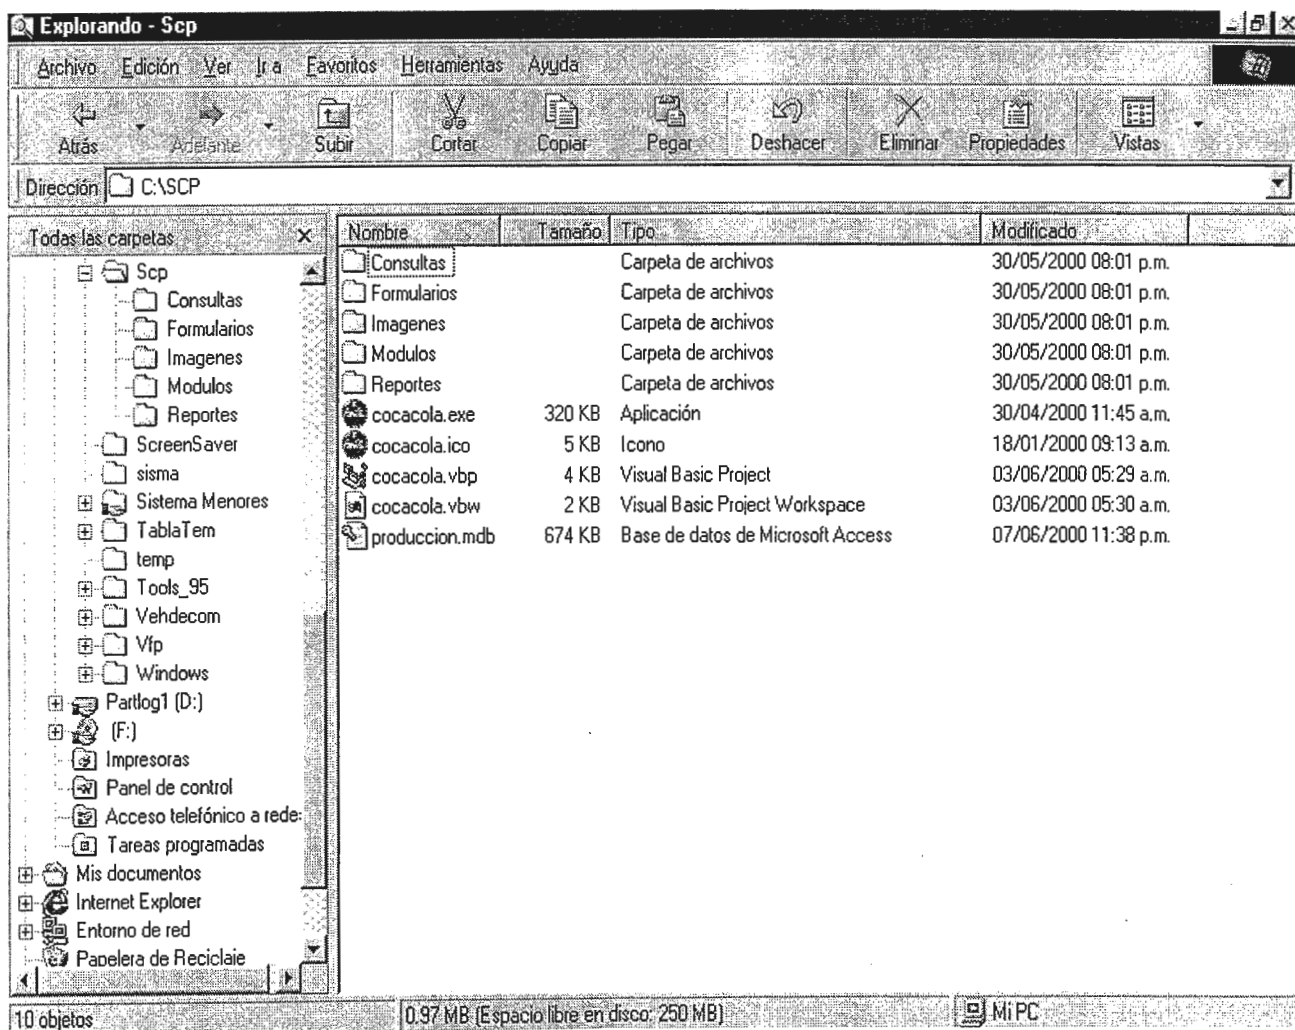 Explorando - Scp
Archivo Edición Ver Ir a Favoritos Herramientas Ayuda
Atrás Adelante Subir Cortar Copiar Pegar Deshacer Eliminar Propiedades Vistas
Dirección C:\SCP
Todas las carpetas
Scp
Consultas
Formularios
Imagenes
Modulos
Reportes
ScreenSaver
sisma
Sistema Menores
TablaTem
temp
Tools_95
Vehdecom
Vfp
Windows
Partlog1 (D:)
(F:)
Impresoras
Panel de control
Acceso telefónico a redes
Tareas programadas
Mis documentos
Internet Explorer
Entorno de red
Papelera de Reciclaje
Nombre Tamaño Tipo Modificado
Consultas Carpeta de archivos 30/05/2000 08:01 p.m.
Formularios Carpeta de archivos 30/05/2000 08:01 p.m.
Imagenes Carpeta de archivos 30/05/2000 08:01 p.m.
Modulos Carpeta de archivos 30/05/2000 08:01 p.m.
Reportes Carpeta de archivos 30/05/2000 08:01 p.m.
cocacola.exe 320 KB Aplicación 30/04/2000 11:45 a.m.
cocacola.ico 5 KB Icono 18/01/2000 09:13 a.m.
cocacola.vbp 4 KB Visual Basic Project 03/06/2000 05:29 a.m.
cocacola.vbw 2 KB Visual Basic Project Workspace 03/06/2000 05:30 a.m.
produccion.mdb 674 KB Base de datos de Microsoft Access 07/06/2000 11:38 p.m.
10 objetos 0.97 MB (Espacio libre en disco: 250 MB) Mi PC